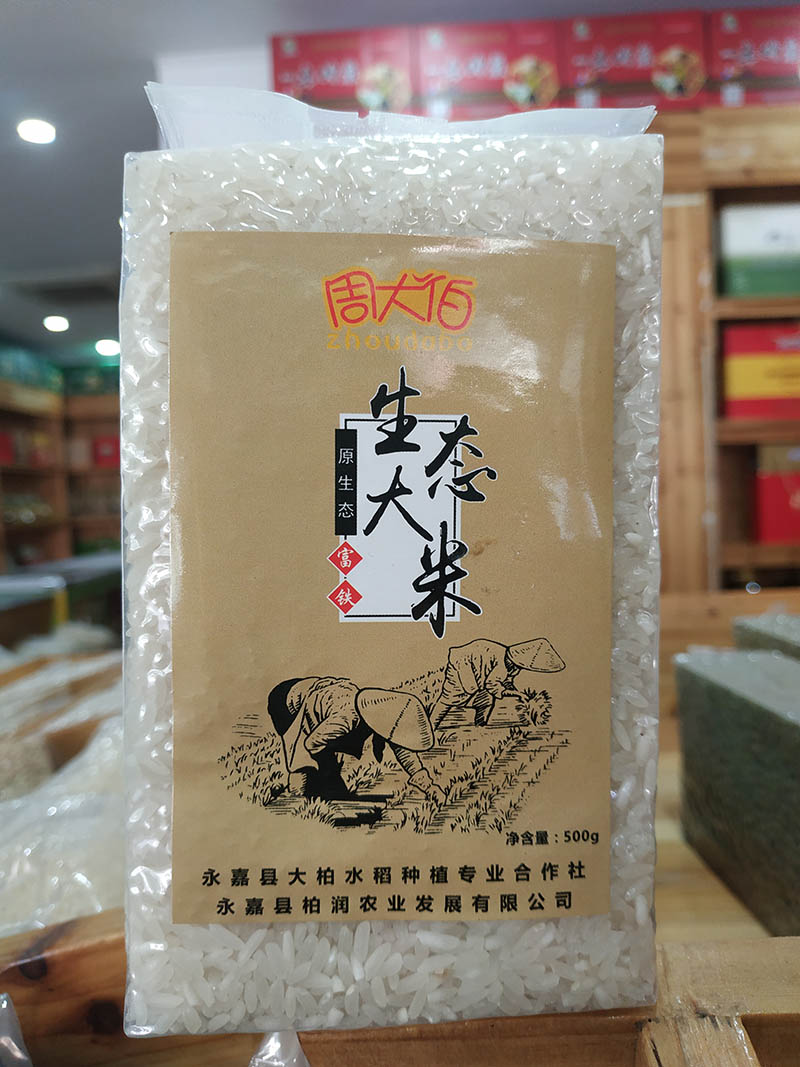 周大伯
zhoudabo
生态大米
原生态
富铁
净含量：500g
永嘉县大柏水稻种植专业合作社
永嘉县柏润农业发展有限公司